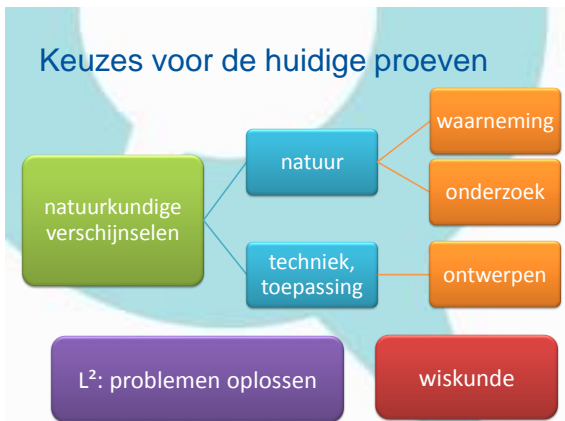 Keuzes voor de huidige proeven
natuurkundige
verschijnselen
natuur
techniek,
toepassing
waarneming
onderzoek
ontwerpen
L²: problemen oplossen
wiskunde